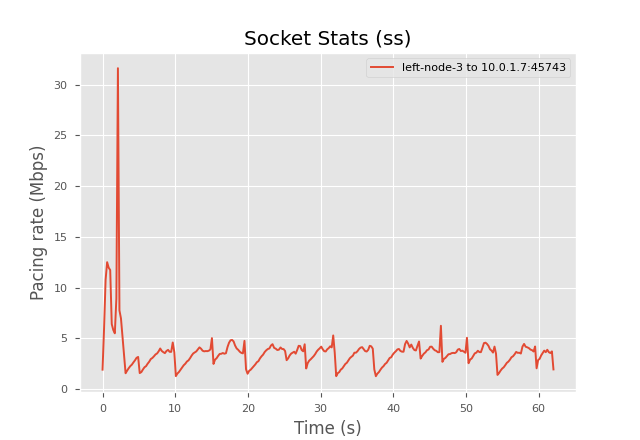 Socket Stats (ss)
left-node-3 to 10.0.1.7:45743
Pacing rate (Mbps)
30
25
20
15
10
5
0
0 10 20 30 40 50 60
Time (s)